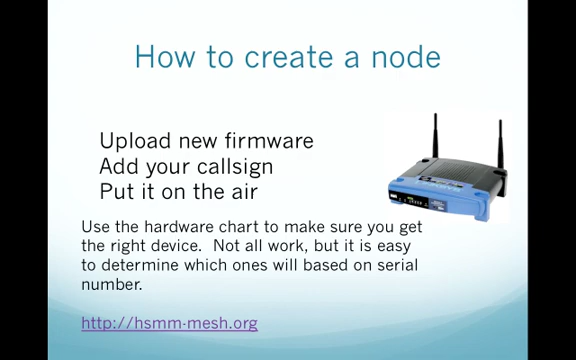 How to create a node
Upload new firmware
Add your callsign
Put it on the air
Use the hardware chart to make sure you get
the right device.  Not all work, but it is easy
to determine which ones will based on serial
number.
http://hsmm-mesh.org